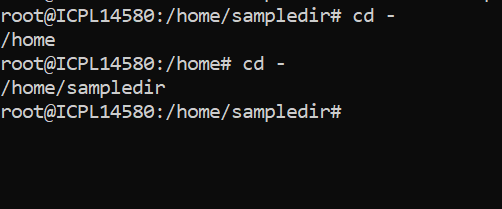 root@ICPL14580:/home/sampledir# cd -
/home
root@ICPL14580:/home# cd -
/home/sampledir
root@ICPL14580:/home/sampledir#